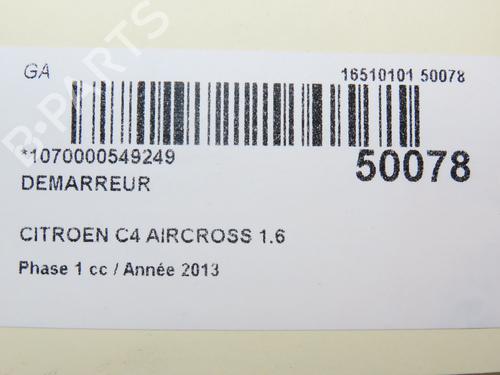 GA
16510101 50078
*1070000549249
50078
DEMARREUR
CITROEN C4 AIRCROSS 1.6
Phase 1 cc / Année 2013
B-PARTS